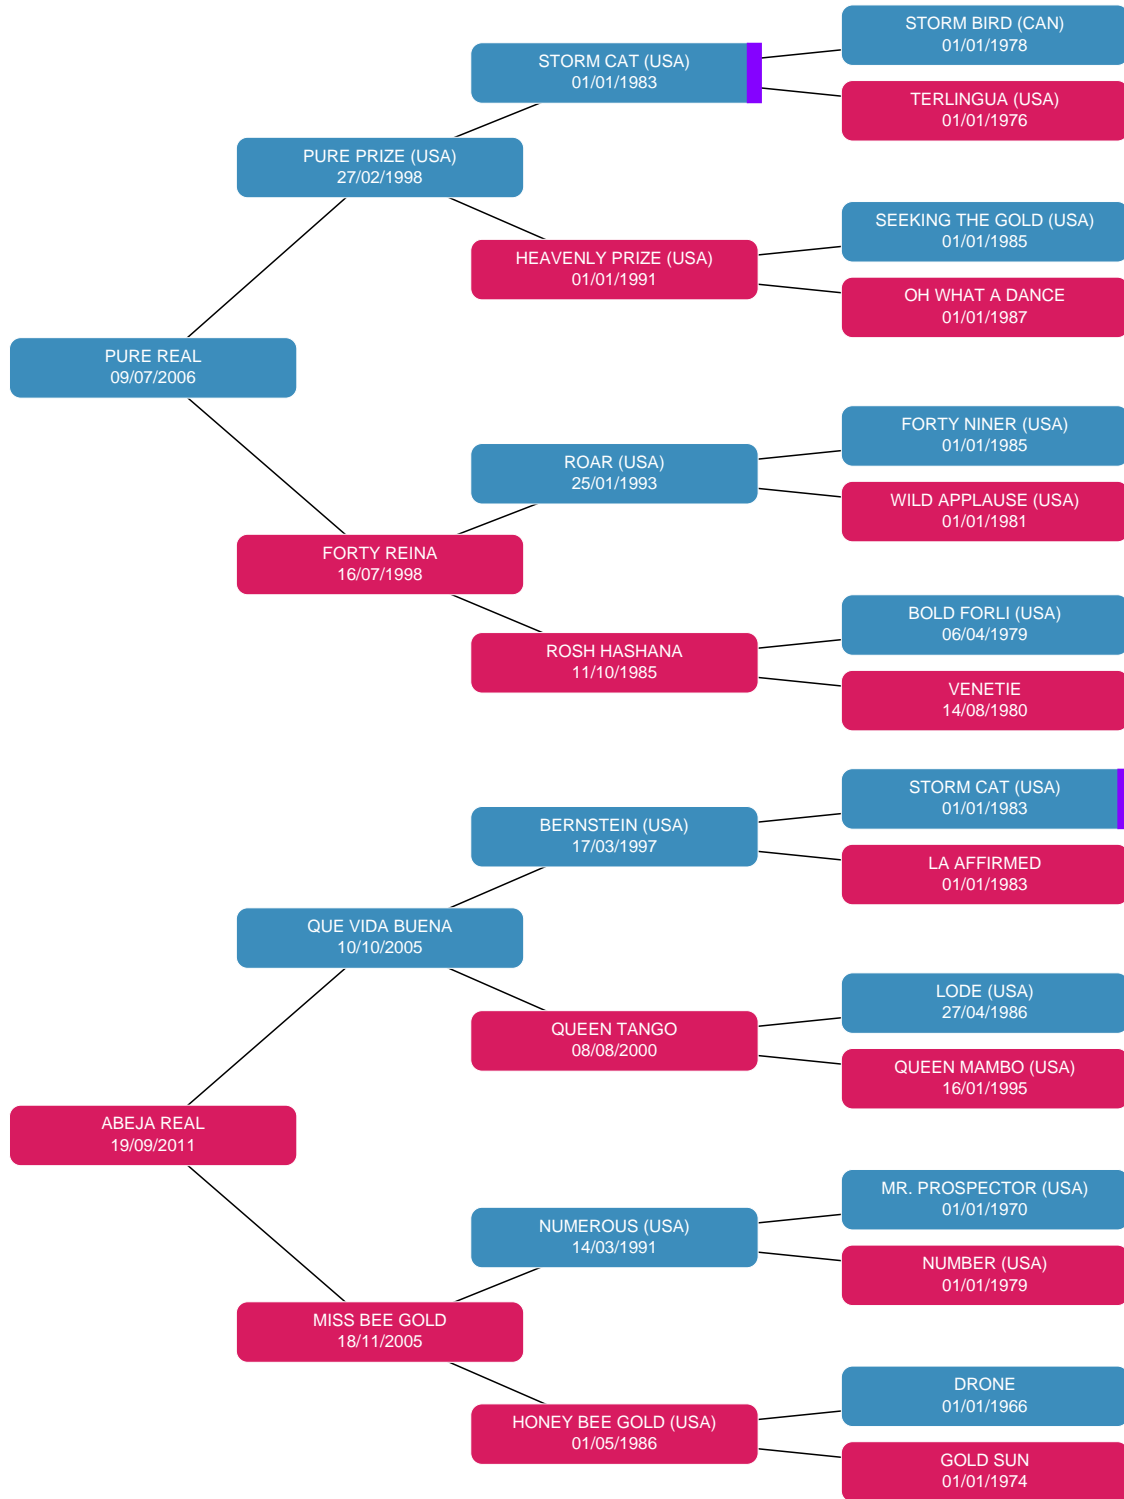 STORM BIRD (CAN)
01/01/1978
STORM CAT (USA)
01/01/1983
TERLINGUA (USA)
01/01/1976
PURE PRIZE (USA)
27/02/1998
SEEKING THE GOLD (USA)
01/01/1985
HEAVENLY PRIZE (USA)
01/01/1991
OH WHAT A DANCE
01/01/1987
PURE REAL
09/07/2006
FORTY NINER (USA)
01/01/1985
ROAR (USA)
25/01/1993
WILD APPLAUSE (USA)
01/01/1981
FORTY REINA
16/07/1998
BOLD FORLI (USA)
06/04/1979
ROSH HASHANA
11/10/1985
VENETIE
14/08/1980
STORM CAT (USA)
01/01/1983
BERNSTEIN (USA)
17/03/1997
LA AFFIRMED
01/01/1983
QUE VIDA BUENA
10/10/2005
LODE (USA)
27/04/1986
QUEEN TANGO
08/08/2000
QUEEN MAMBO (USA)
16/01/1995
ABEJA REAL
19/09/2011
MR. PROSPECTOR (USA)
01/01/1970
NUMEROUS (USA)
14/03/1991
NUMBER (USA)
01/01/1979
MISS BEE GOLD
18/11/2005
DRONE
01/01/1966
HONEY BEE GOLD (USA)
01/05/1986
GOLD SUN
01/01/1974